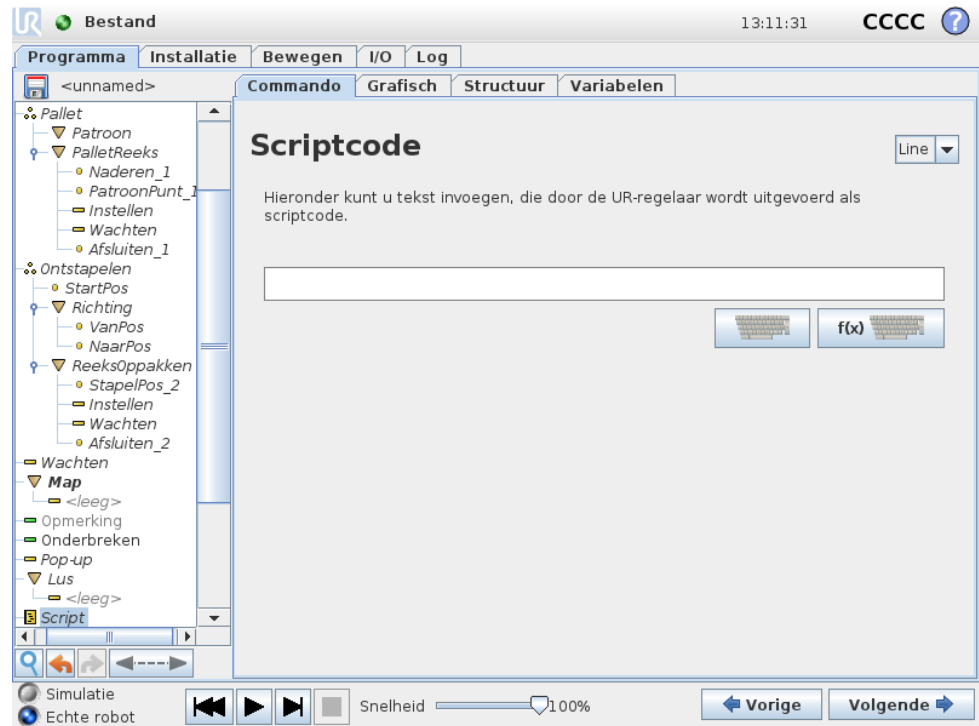 UR
Bestand
13:11:31
CCCC
?
Programma
Installatie
Bewegen
I/O
Log
<unnamed>
Commando
Grafisch
Structuur
Variabelen
Pallet
Patroon
PalletReeks
Naderen_1
PatroonPunt_1
Instellen
Wachten
Afsluiten_1
Ontstapelen
StartPos
Richting
VanPos
NaarPos
ReeksOppakken
StapelPos_2
Instellen
Wachten
Afsluiten_2
Wachten
Map
<leeg>
Opmerking
Onderbreken
Pop-up
Lus
<leeg>
Script
Scriptcode
Line
Hieronder kunt u tekst invoegen, die door de UR-regelaar wordt uitgevoerd als
scriptcode.
f(x)
Simulatie
Echte robot
Snelheid
100%
Vorige
Volgende